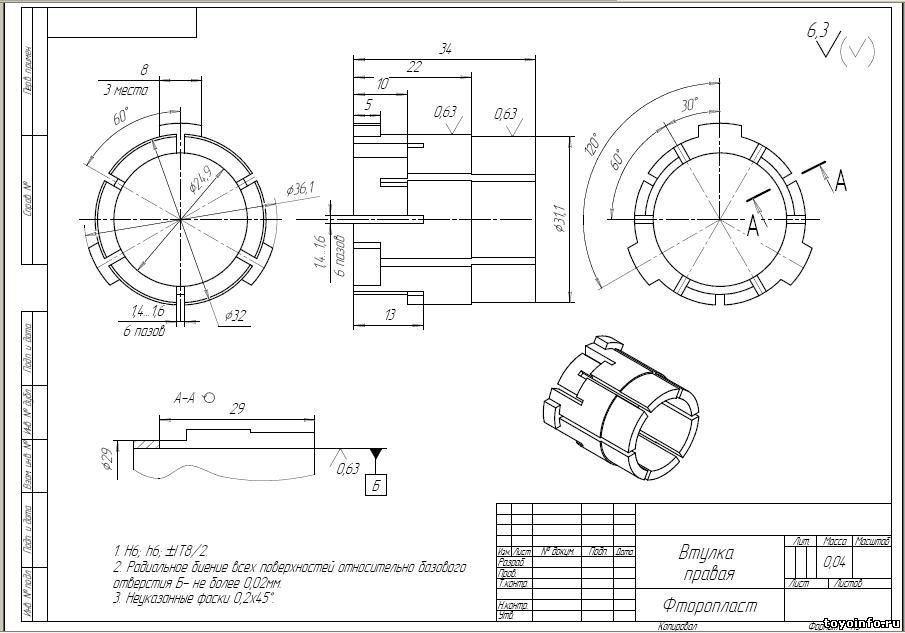 6,3
Перв. примен.
Справ. №
Подп. и дата
Инв. № дубл.
Взам. инв. №
Подп. и дата
Инв. № подл.
8
3 места
60°
⌀24,9
⌀36,1
1,4...1,6
6 пазов
⌀32
34
22
10
5
0,63
0,63
⌀31,1
1,4...1,6
6 пазов
13
30°
120°
60°
А
А
А-А
29
⌀29
0,63
Б
1. H6; h6; ±IT8/2.
2. Радиальное биение всех поверхностей относительно базового
отверстия Б- не более 0,02мм.
3. Неуказанные фаски 0,2х45°.
Изм. Лист № докум. Подп. Дата
Разраб.
Пров.
Т.контр.
Н.контр.
Утв.
Втулка
правая
Фторопласт
Лит. Масса Масштаб
0,04
Лист Листов
Копировал
toyoinfo.ru